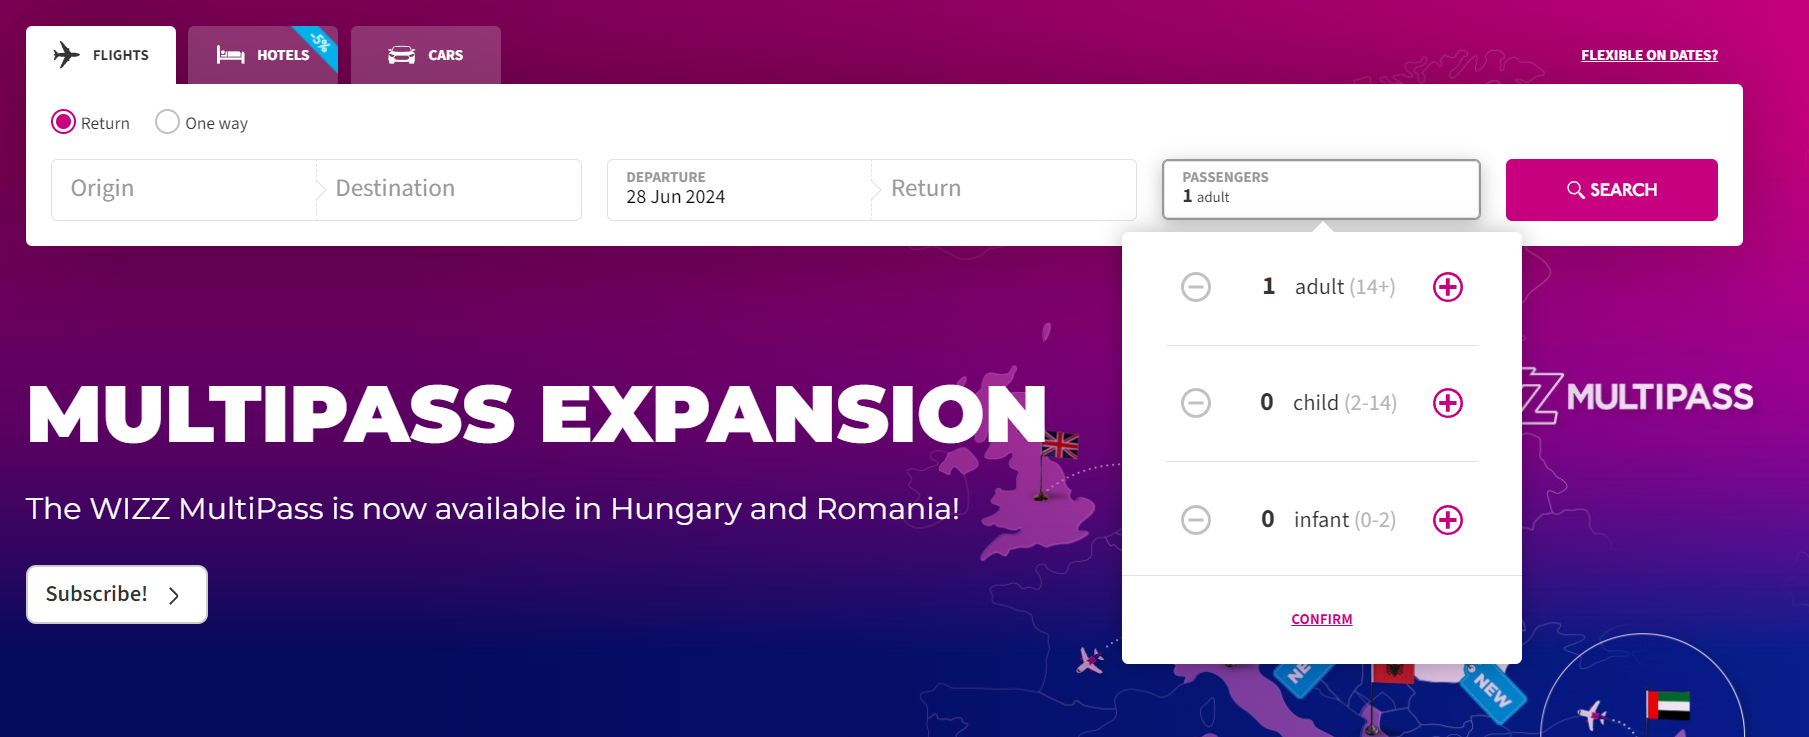 FLIGHTS
HOTELS
-5%
CARS
FLEXIBLE ON DATES?
Return
One way
Origin
Destination
DEPARTURE
28 Jun 2024
Return
PASSENGERS
1 adult
SEARCH
1 adult (14+)
0 child (2-14)
0 infant (0-2)
CONFIRM
MULTIPASS EXPANSION
MULTIPASS
The WIZZ MultiPass is now available in Hungary and Romania!
Subscribe!
NEW